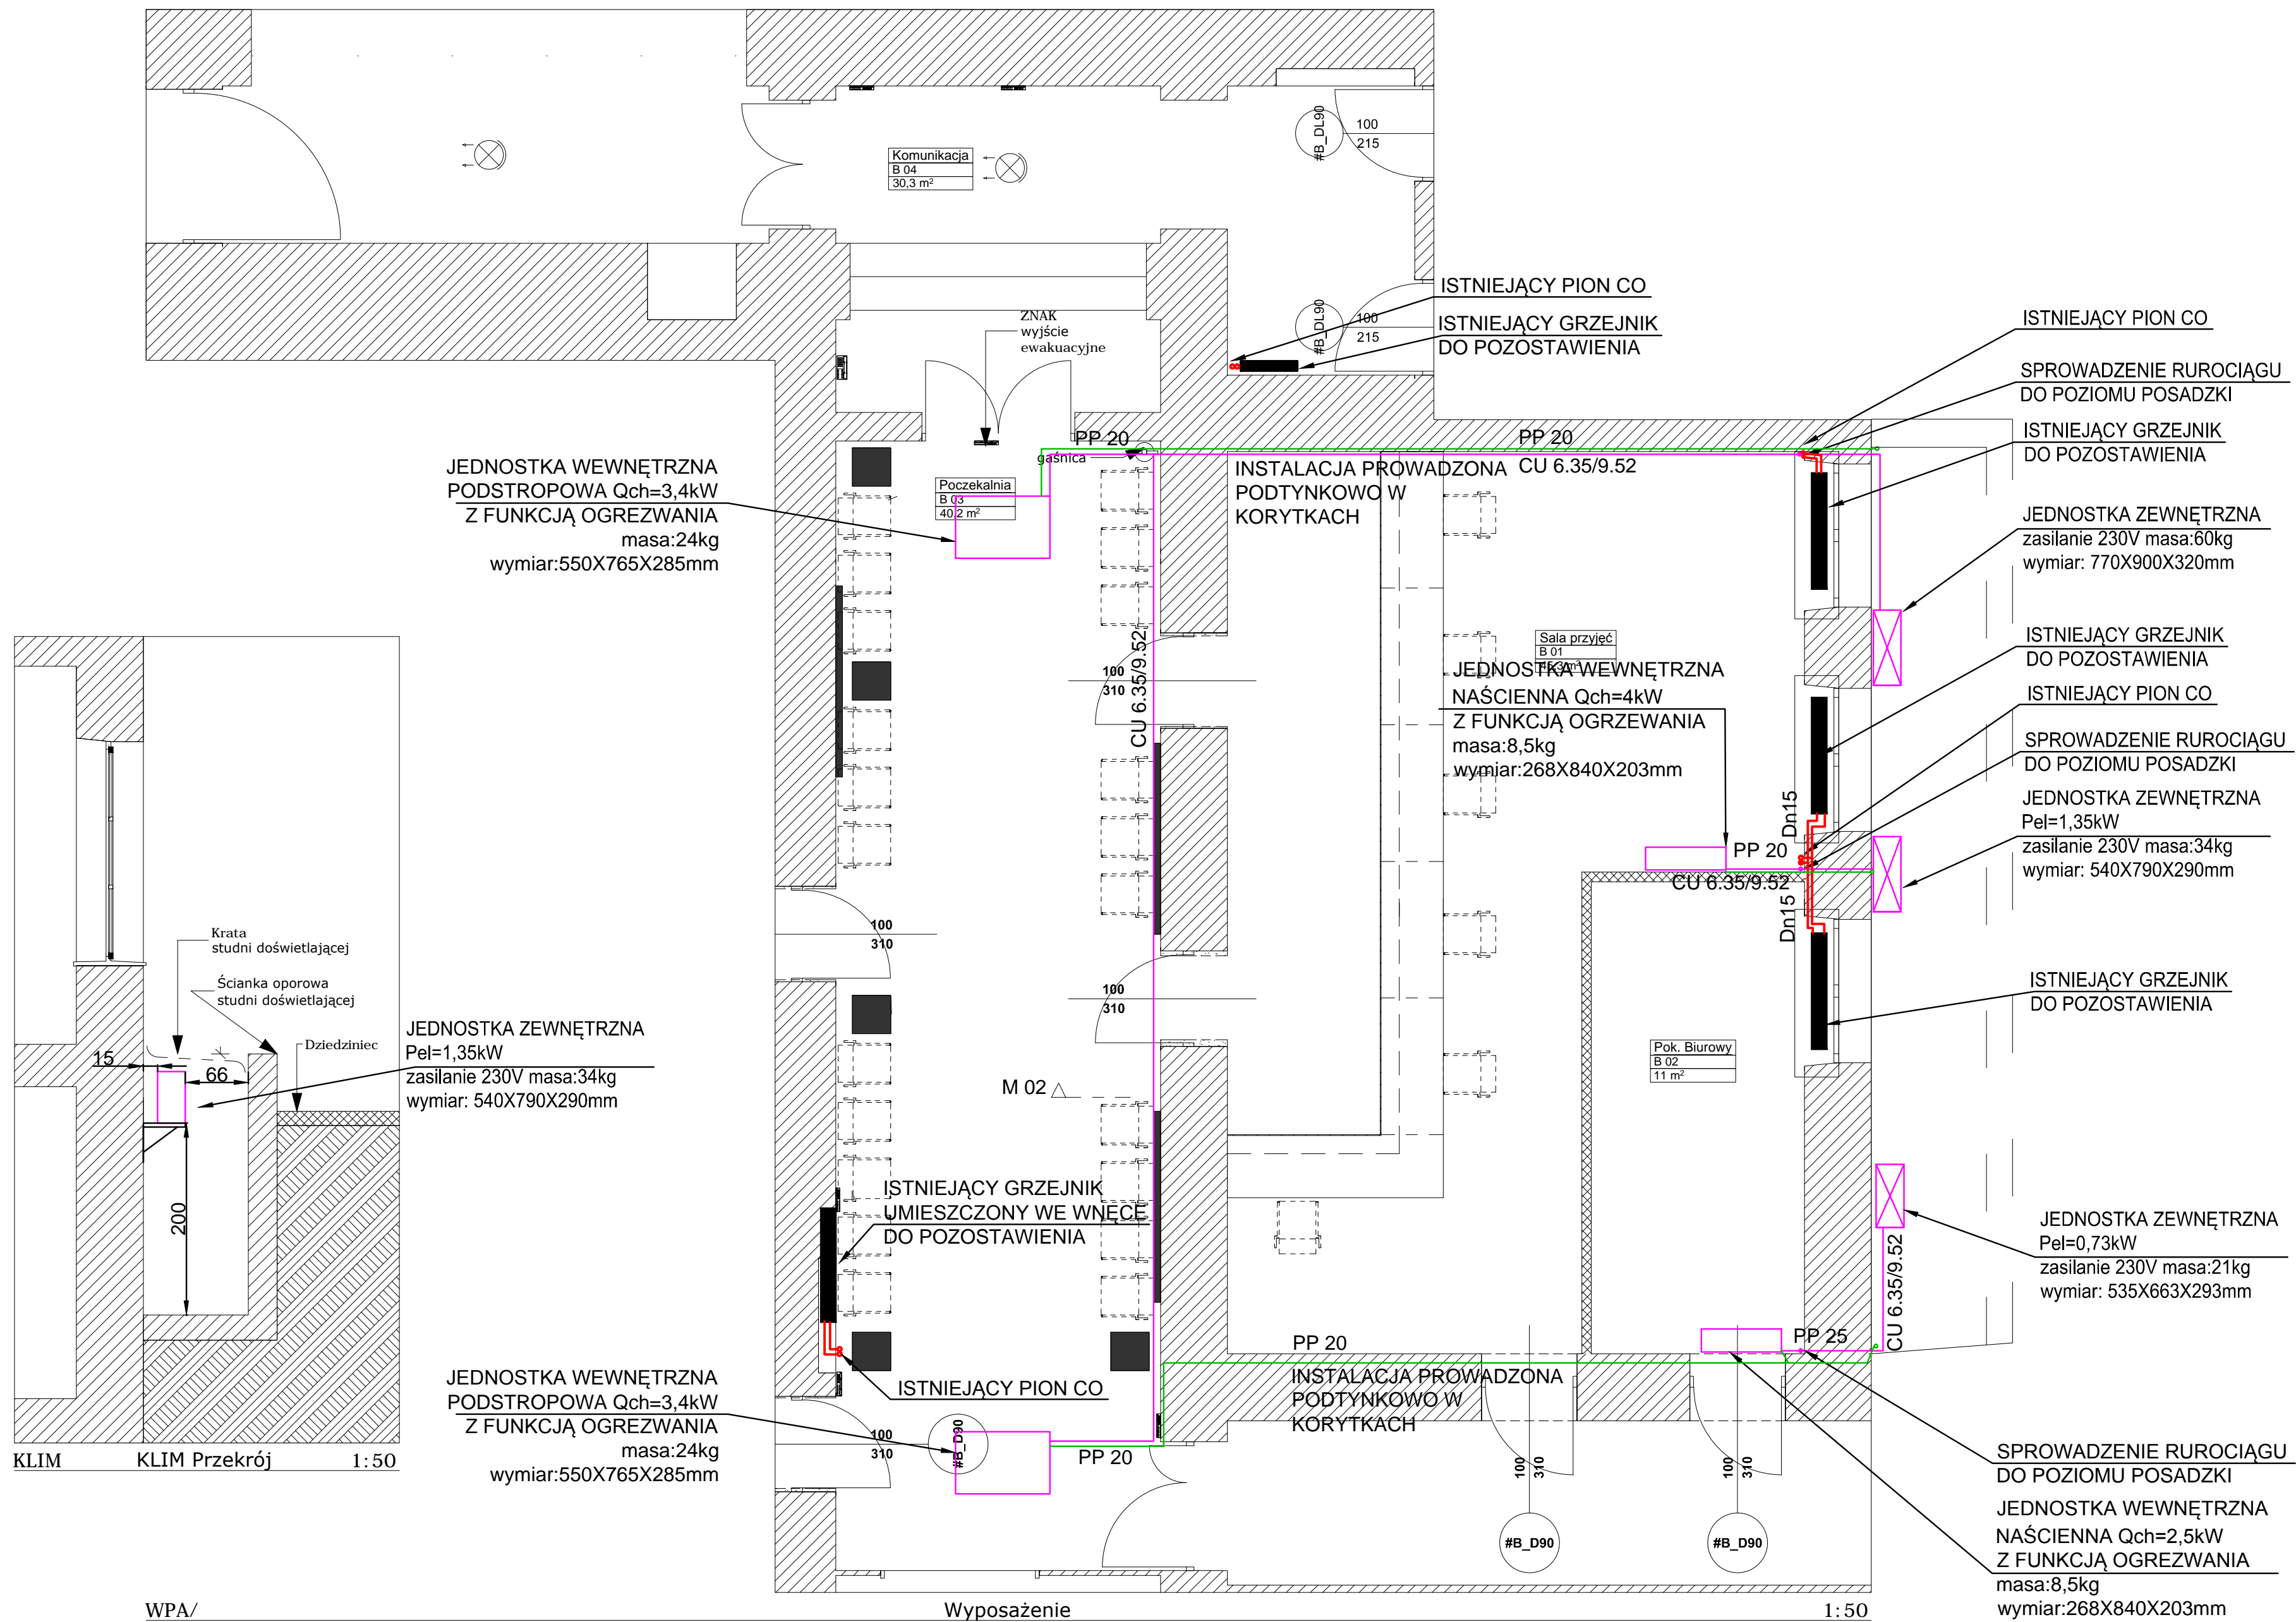 Komunikacja
B 04
30,3 m²
#B_DL90
100
215
#B_DL90
100
215
ISTNIEJĄCY PION CO
ISTNIEJĄCY GRZEJNIK
DO POZOSTAWIENIA
ZNAK
wyjście
ewakuacyjne
ISTNIEJĄCY PION CO
SPROWADZENIE RUROCIĄGU
DO POZIOMU POSADZKI
ISTNIEJĄCY GRZEJNIK
DO POZOSTAWIENIA
JEDNOSTKA ZEWNĘTRZNA
zasilanie 230V masa:60kg
wymiar: 770X900X320mm
ISTNIEJĄCY GRZEJNIK
DO POZOSTAWIENIA
ISTNIEJĄCY PION CO
SPROWADZENIE RUROCIĄGU
DO POZIOMU POSADZKI
JEDNOSTKA ZEWNĘTRZNA
Pel=1,35kW
zasilanie 230V masa:34kg
wymiar: 540X790X290mm
ISTNIEJĄCY GRZEJNIK
DO POZOSTAWIENIA
JEDNOSTKA ZEWNĘTRZNA
Pel=0,73kW
zasilanie 230V masa:21kg
wymiar: 535X663X293mm
SPROWADZENIE RUROCIĄGU
DO POZIOMU POSADZKI
JEDNOSTKA WEWNĘTRZNA
NAŚCIENNA Qch=2,5kW
Z FUNKCJĄ OGREZWANIA
masa:8,5kg
wymiar:268X840X203mm
JEDNOSTKA WEWNĘTRZNA
PODSTROPOWA Qch=3,4kW
Z FUNKCJĄ OGREZWANIA
masa:24kg
wymiar:550X765X285mm
PP 20
gaśnica
Poczekalnia
B 03
40,2 m²
PP 20
CU 6.35/9.52
INSTALACJA PROWADZONA
PODTYNKOWO W
KORYTKACH
CU 6.35/9.52
100
310
Sala przyjęć
B 01
45,3 m²
JEDNOSTKA WEWNĘTRZNA
NAŚCIENNA Qch=4kW
Z FUNKCJĄ OGRZEWANIA
masa:8,5kg
wymiar:268X840X203mm
Dn15
PP 20
CU 6.35/9.52
Dn15
100
310
100
310
Pok. Biurowy
B 02
11 m²
M 02
ISTNIEJĄCY GRZEJNIK
UMIESZCZONY WE WNĘCE
DO POZOSTAWIENIA
ISTNIEJĄCY PION CO
CU 6.35/9.52
PP 25
PP 20
INSTALACJA PROWADZONA
PODTYNKOWO W
KORYTKACH
JEDNOSTKA WEWNĘTRZNA
PODSTROPOWA Qch=3,4kW
Z FUNKCJĄ OGREZWANIA
masa:24kg
wymiar:550X765X285mm
100
310
#B_D90
PP 20
100
310
100
310
#B_D90
#B_D90
Krata
studni doświetlającej
Ścianka oporowa
studni doświetlającej
Dziedziniec
15
66
200
JEDNOSTKA ZEWNĘTRZNA
Pel=1,35kW
zasilanie 230V masa:34kg
wymiar: 540X790X290mm
KLIM KLIM Przekrój 1:50
WPA/ Wyposażenie 1:50